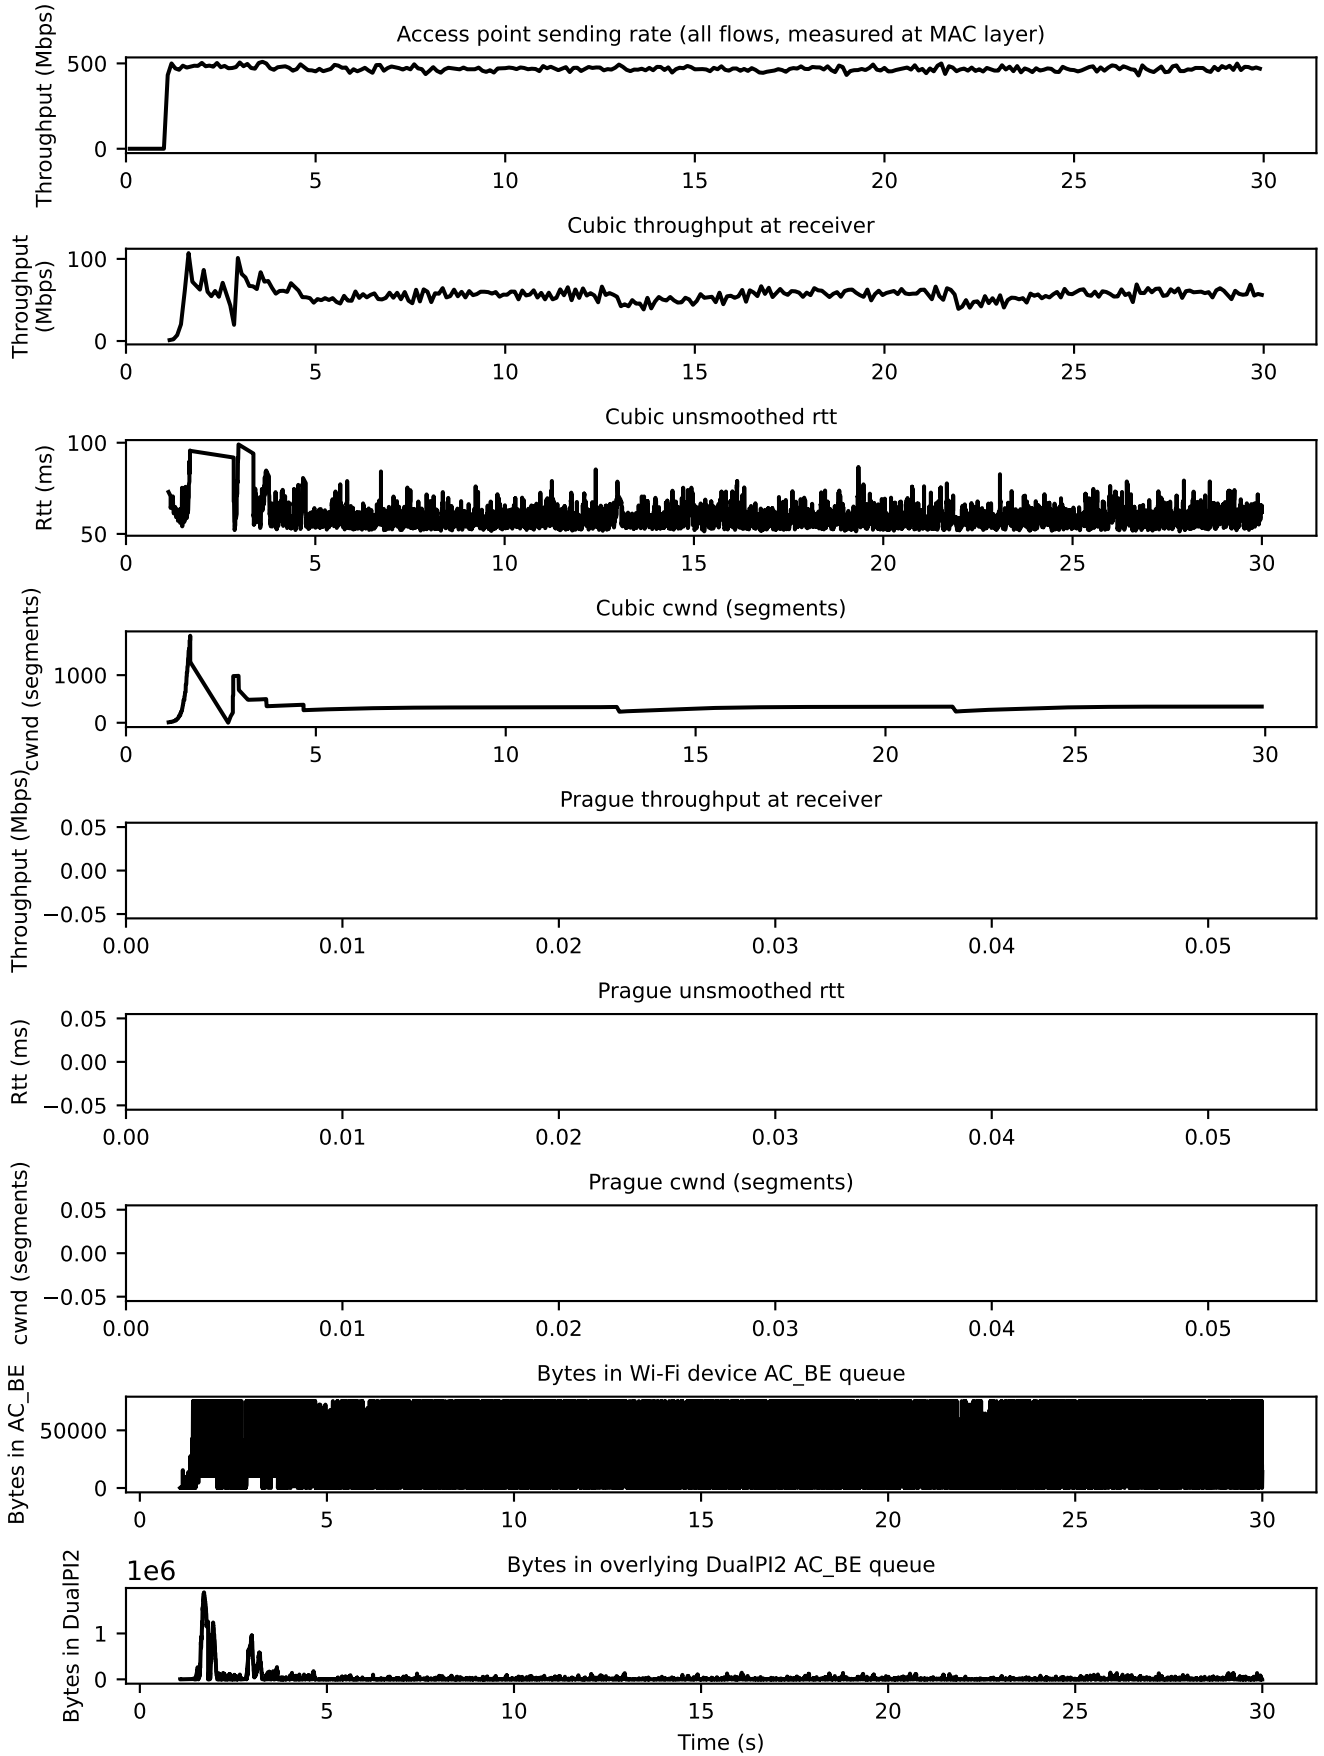 Access point sending rate (all flows, measured at MAC layer)
Throughput (Mbps)
500
0
0 5 10 15 20 25 30
Cubic throughput at receiver
Throughput
(Mbps)
100
0
0 5 10 15 20 25 30
Cubic unsmoothed rtt
Rtt (ms)
100
50
0 5 10 15 20 25 30
Cubic cwnd (segments)
cwnd (segments)
1000
0
0 5 10 15 20 25 30
Prague throughput at receiver
Throughput (Mbps)
0.05
0.00
−0.05
0.00 0.01 0.02 0.03 0.04 0.05
Prague unsmoothed rtt
Rtt (ms)
0.05
0.00
−0.05
0.00 0.01 0.02 0.03 0.04 0.05
Prague cwnd (segments)
cwnd (segments)
0.05
0.00
−0.05
0.00 0.01 0.02 0.03 0.04 0.05
Bytes in Wi-Fi device AC_BE queue
Bytes in AC_BE
50000
0
0 5 10 15 20 25 30
Bytes in overlying DualPI2 AC_BE queue
Bytes in DualPI2
1e6
1
0
0 5 10 15 20 25 30
Time (s)